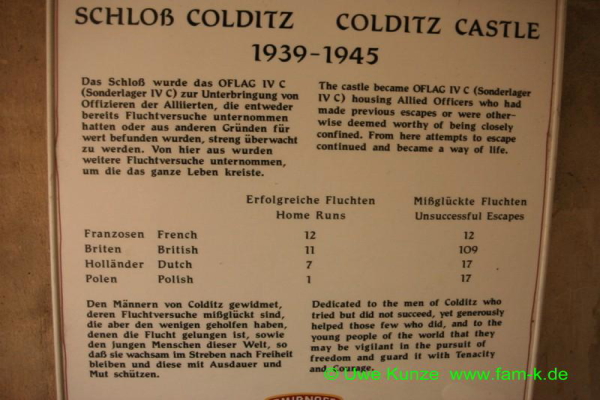 SCHLOß COLDITZ COLDITZ CASTLE
1939-1945
Das Schloß wurde das OFLAG IV C
(Sonderlager IV C) zur Unterbringung von
Offizieren der Alliierten, die entweder
bereits Fluchtversuche unternommen
hatten oder aus anderen Gründen für
wert befunden wurden, streng überwacht
zu werden. Von hier aus wurden
weitere Fluchtversuche unternommen,
um die das ganze Leben kreiste.
The castle became OFLAG IV C (Sonderlager
IV C) housing Allied Officers who had
made previous escapes or were other-
wise deemed worthy of being closely
confined. From here attempts to escape
continued and became a way of life.
Erfolgreiche Fluchten Mißglückte Fluchten
Home Runs Unsuccessful Escapes
Franzosen French 12 12
Briten British 11 109
Holländer Dutch 7 17
Polen Polish 1 17
Den Männern von Colditz gewidmet,
deren Fluchtversuche mißglückt sind,
die aber den wenigen geholfen haben,
denen die Flucht gelungen ist, sowie
den jungen Menschen dieser Welt, so
daß sie wachsam im Streben nach Freiheit
bleiben und diese mit Ausdauer und
Mut schützen.
Dedicated to the men of Colditz who
tried but did not succeed, yet generously
helped those few who did, and to the
young people of the world that they
may be vigilant in the pursuit of
freedom and guard it with Tenacity
and Courage.
© Uwe Kunze www.fam-k.de